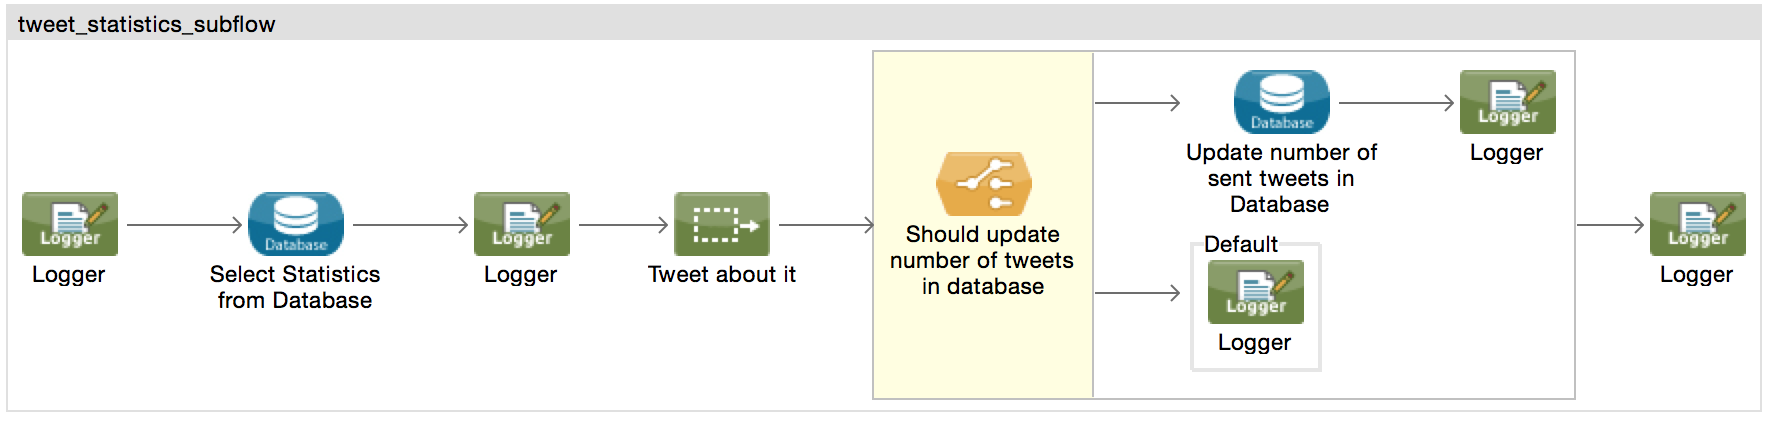 tweet_statistics_subflow
Logger
Logger
Database
Select Statistics
from Database
Logger
Logger
Tweet about it
Should update
number of tweets
in database
Database
Update number of
sent tweets in
Database
Logger
Logger
Default
Logger
Logger
Logger
Logger